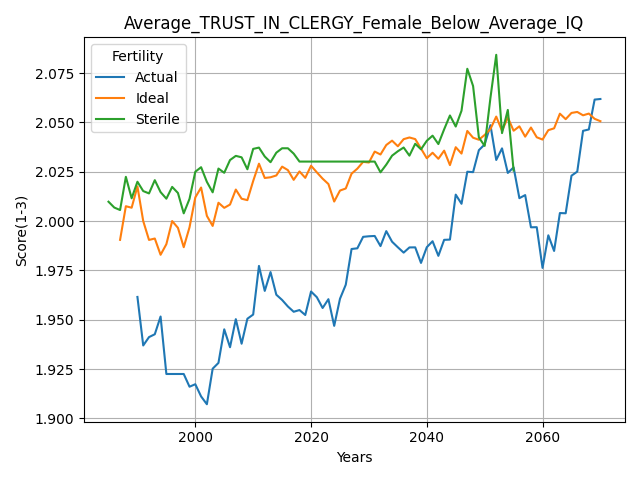 Average_TRUST_IN_CLERGY_Female_Below_Average_IQ
Fertility
Actual
Ideal
Sterile
Score(1-3)
2.075
2.050
2.025
2.000
1.975
1.950
1.925
1.900
2000 2020 2040 2060
Years